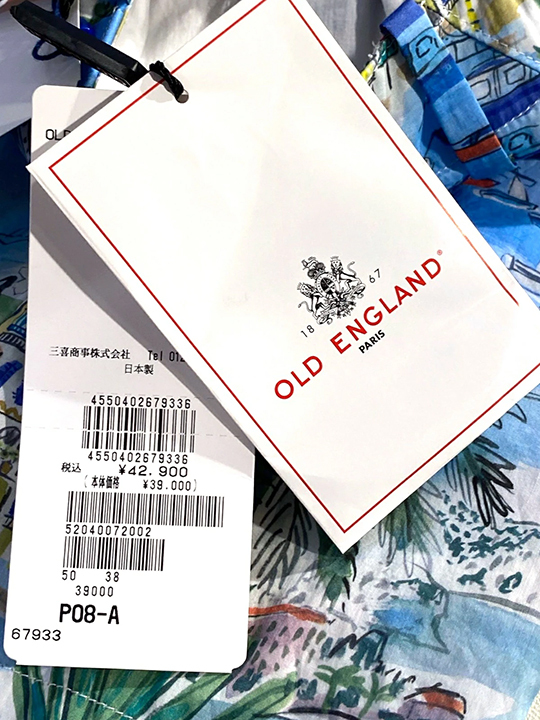 18 67
OLD ENGLAND®
PARIS
三喜商事株式会社 Tel
日本製
4550402679336
4550402679336
税込 ¥42.900
(本体価格 ¥39.000)
52040072002
50 38
39000
P08-A
67933